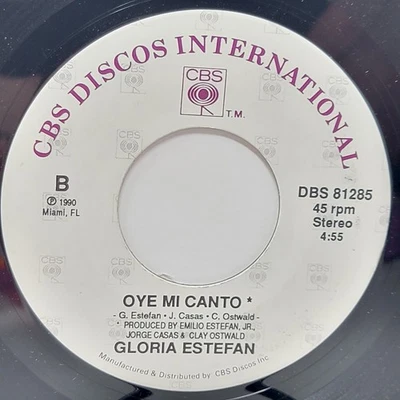 CBS DISCOS INTERNATIONAL
CBS
T.M.
B
℗ 1990
Miami, FL
DBS 81285
45 rpm
Stereo
4:55
OYE MI CANTO *
- G. Estefan • J. Casas • C. Ostwald -
* PRODUCED BY EMILIO ESTEFAN, JR.,
JORGE CASAS & CLAY OSTWALD
GLORIA ESTEFAN
Manufactured & Distributed by CBS Discos Inc.